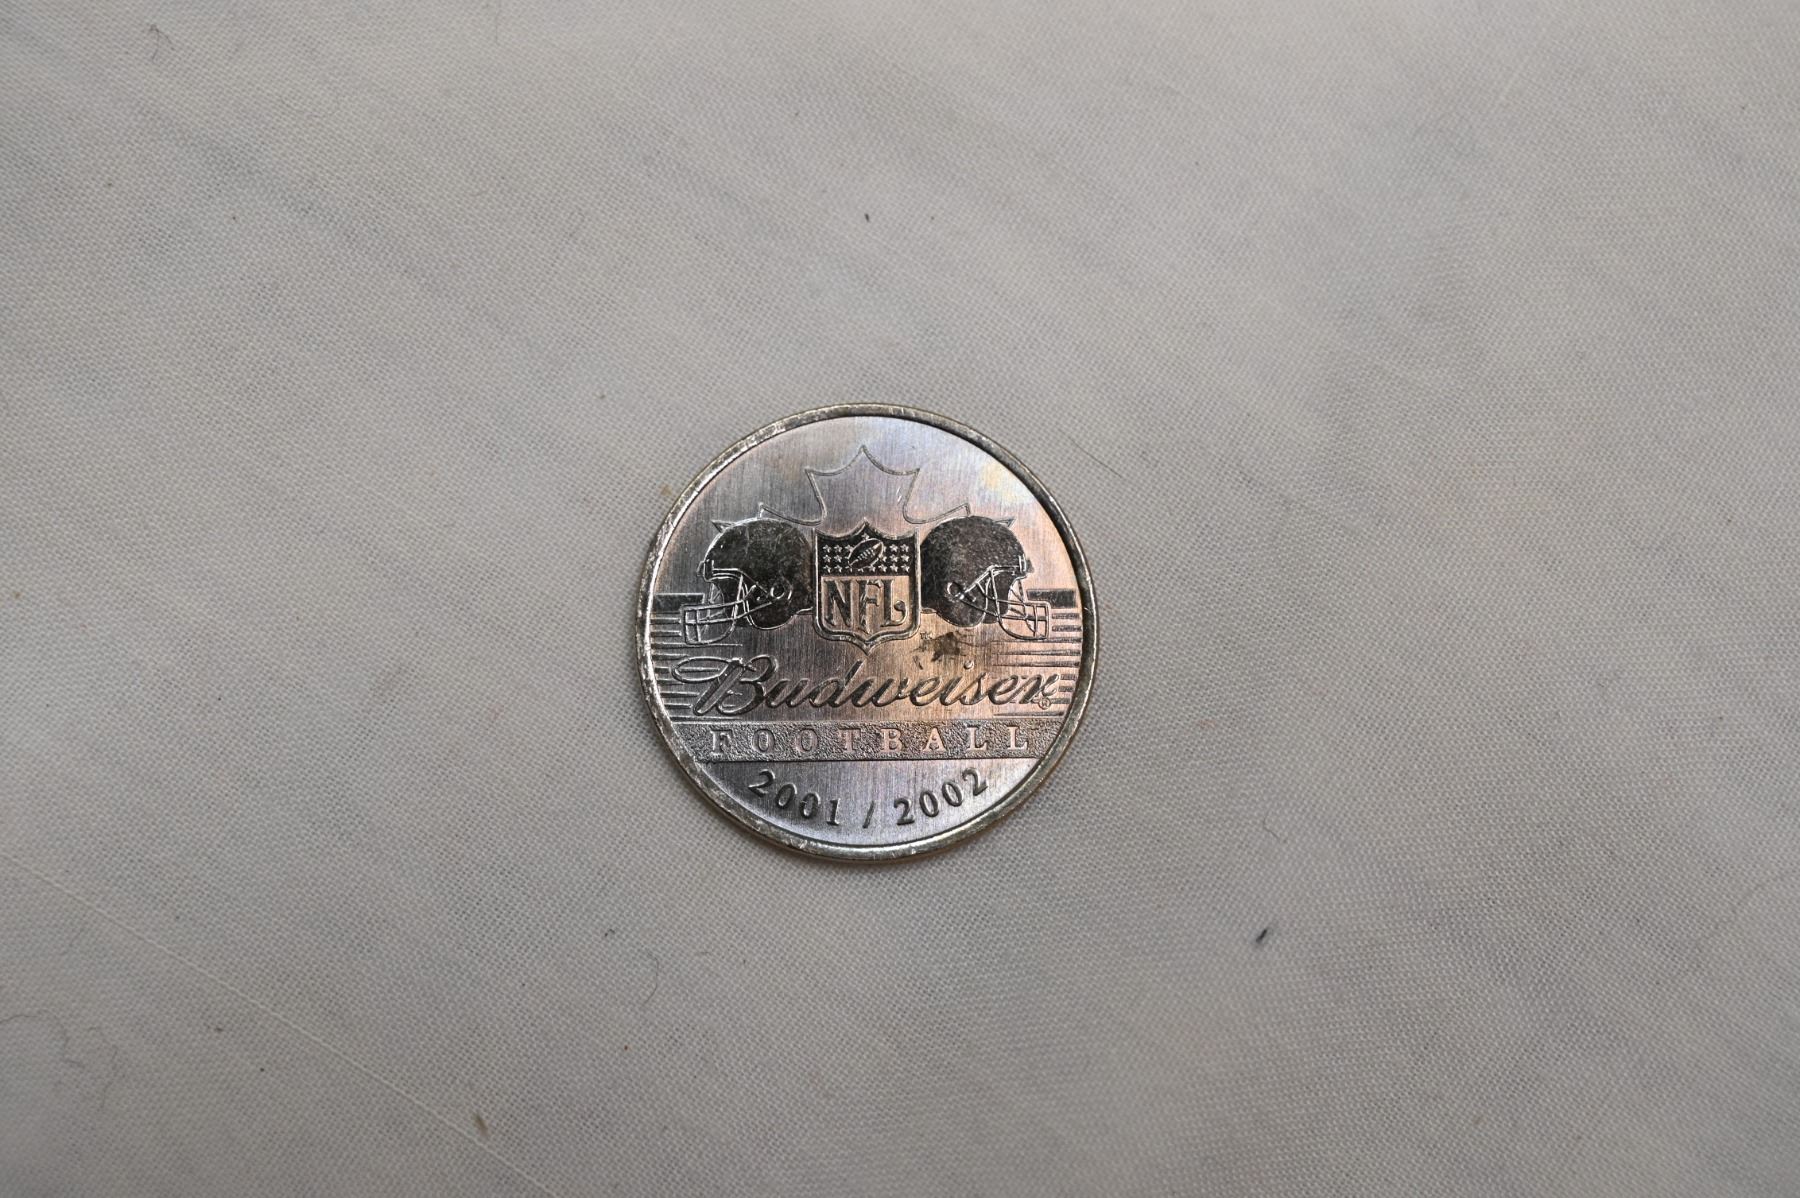 NFL
Budweiser®
FOOTBALL
2001 / 2002